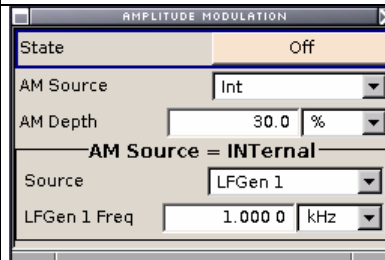 AMPLITUDE MODULATION
State Off
AM Source Int
AM Depth 30.0 %
AM Source = INTernal
Source LFGen 1
LFGen 1 Freq 1.000 0 kHz